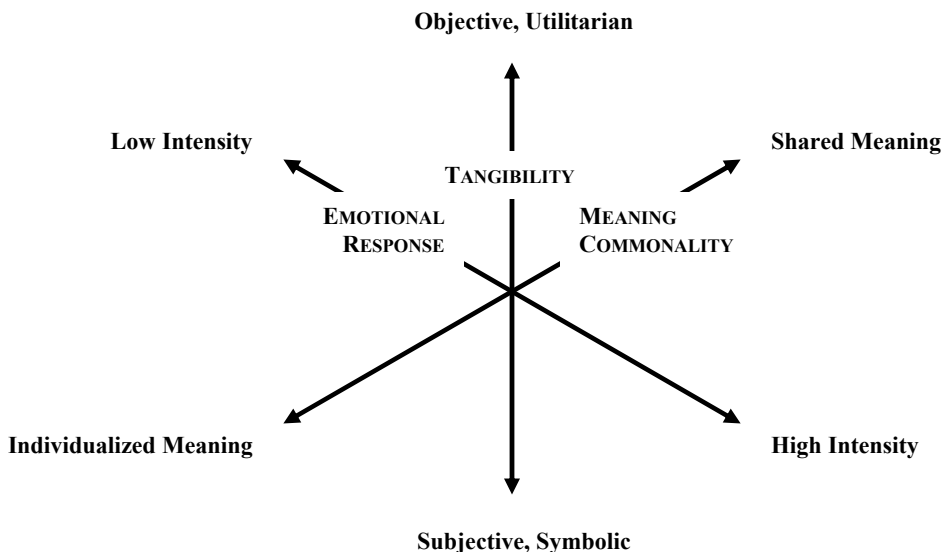 Objective, Utilitarian
Low Intensity
Shared Meaning
TANGIBILITY
EMOTIONAL
RESPONSE
MEANING
COMMONALITY
Individualized Meaning
High Intensity
Subjective, Symbolic